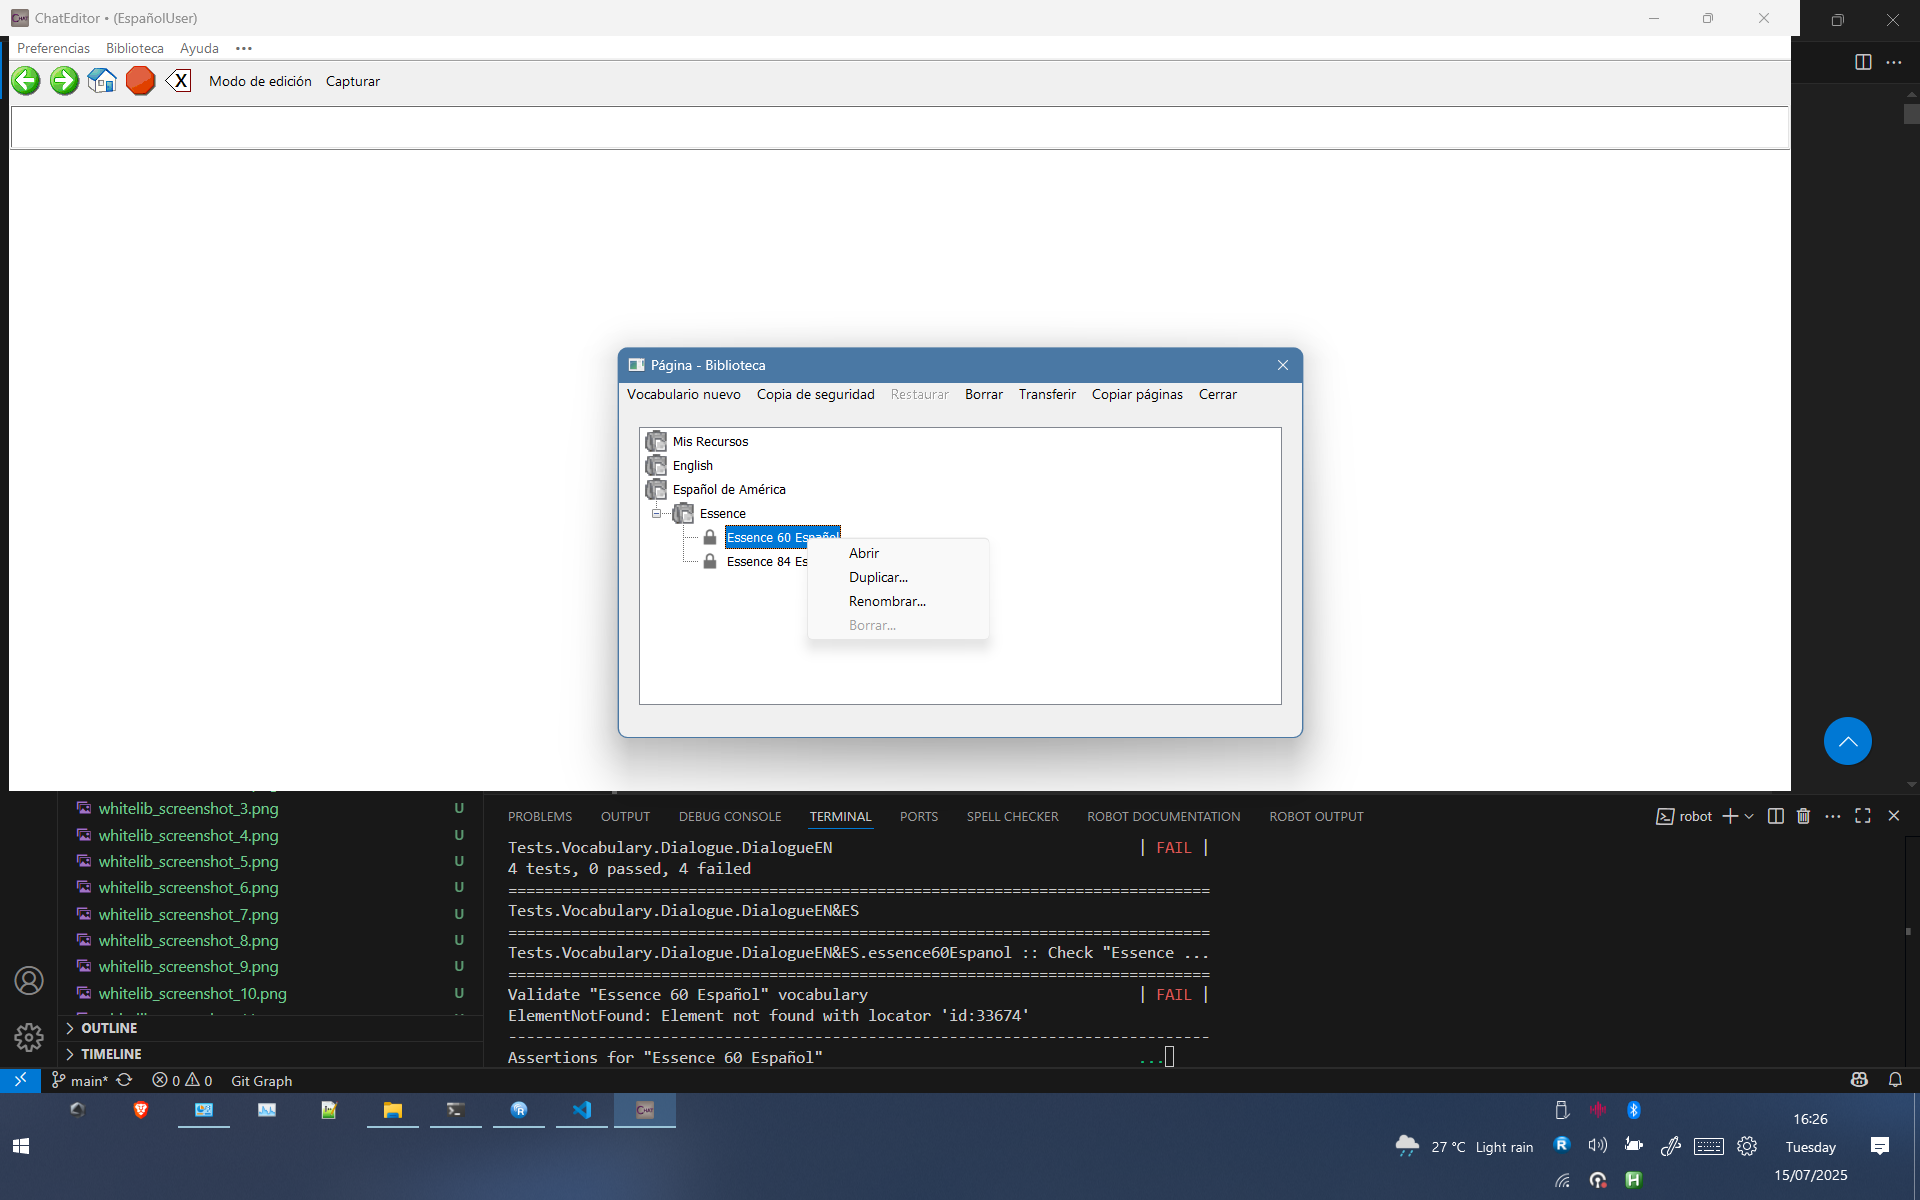 ChatEditor • (EspañolUser)
Preferencias Biblioteca Ayuda •••
X Modo de edición Capturar
Página - Biblioteca
Vocabulario nuevo Copia de seguridad Restaurar Borrar Transferir Copiar páginas Cerrar
Mis Recursos
English
Español de América
Essence
Essence 60 Español
Essence 84 Es
Abrir
Duplicar...
Renombrar...
Borrar...
whitelib_screenshot_3.png U
whitelib_screenshot_4.png U
whitelib_screenshot_5.png U
whitelib_screenshot_6.png U
whitelib_screenshot_7.png U
whitelib_screenshot_8.png U
whitelib_screenshot_9.png U
whitelib_screenshot_10.png U
OUTLINE
TIMELINE
PROBLEMS OUTPUT DEBUG CONSOLE TERMINAL PORTS SPELL CHECKER ROBOT DOCUMENTATION ROBOT OUTPUT
robot
Tests.Vocabulary.Dialogue.DialogueEN | FAIL |
4 tests, 0 passed, 4 failed
==============================================================================
Tests.Vocabulary.Dialogue.DialogueEN&ES
==============================================================================
Tests.Vocabulary.Dialogue.DialogueEN&ES.essence60Espanol :: Check "Essence ...
==============================================================================
Validate "Essence 60 Español" vocabulary | FAIL |
ElementNotFound: Element not found with locator 'id:33674'
------------------------------------------------------------------------------
Assertions for "Essence 60 Español" ...
main* 0 0 Git Graph
27 °C Light rain
16:26
Tuesday
15/07/2025